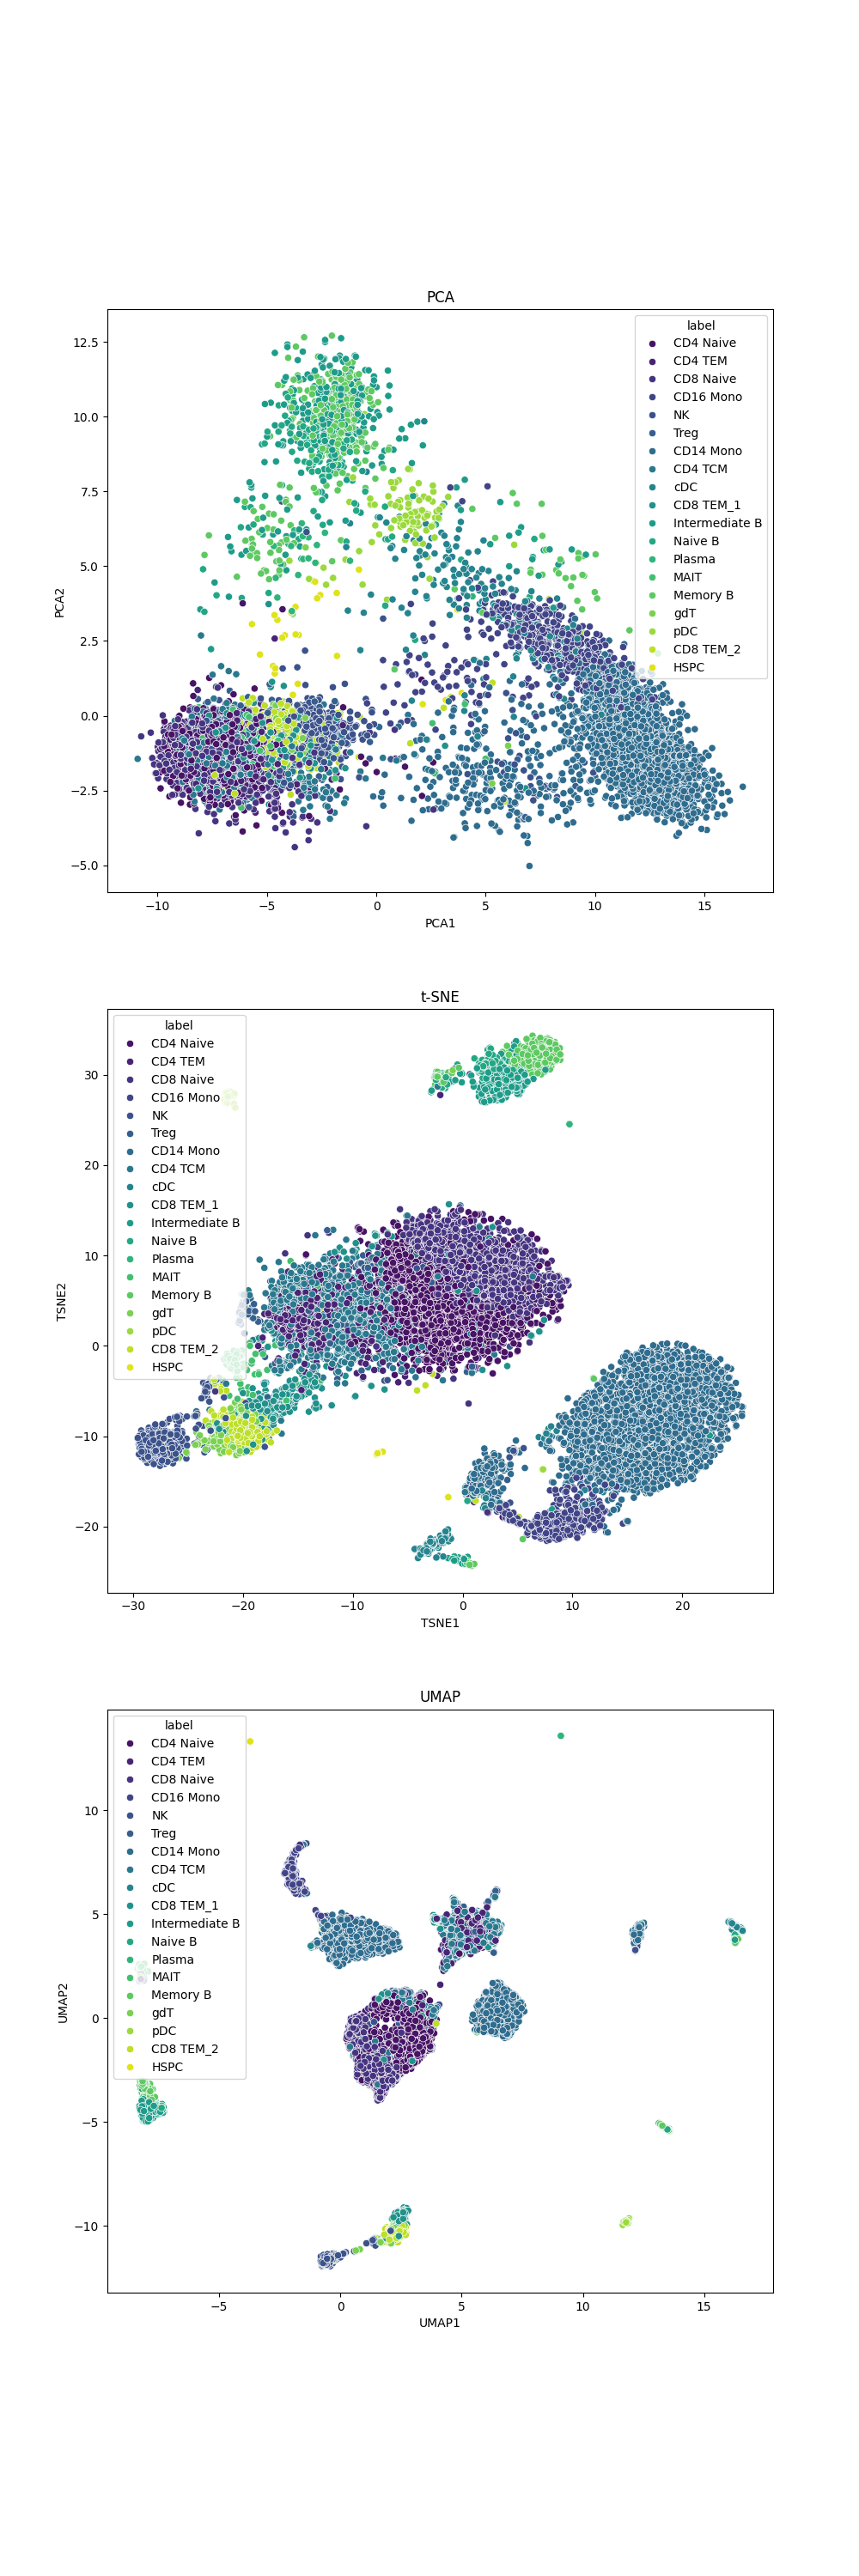 PCA
12.5
10.0
7.5
5.0
2.5
0.0
−2.5
−5.0
PCA2
label
CD4 Naive
CD4 TEM
CD8 Naive
CD16 Mono
NK
Treg
CD14 Mono
CD4 TCM
cDC
CD8 TEM_1
Intermediate B
Naive B
Plasma
MAIT
Memory B
gdT
pDC
CD8 TEM_2
HSPC
−10
−5
0
5
10
15
PCA1
t-SNE
30
20
10
0
−10
−20
TSNE2
label
CD4 Naive
CD4 TEM
CD8 Naive
CD16 Mono
NK
Treg
CD14 Mono
CD4 TCM
cDC
CD8 TEM_1
Intermediate B
Naive B
Plasma
MAIT
Memory B
gdT
pDC
CD8 TEM_2
HSPC
−30
−20
−10
0
10
20
TSNE1
UMAP
10
5
0
−5
−10
UMAP2
label
CD4 Naive
CD4 TEM
CD8 Naive
CD16 Mono
NK
Treg
CD14 Mono
CD4 TCM
cDC
CD8 TEM_1
Intermediate B
Naive B
Plasma
MAIT
Memory B
gdT
pDC
CD8 TEM_2
HSPC
−5
0
5
10
15
UMAP1